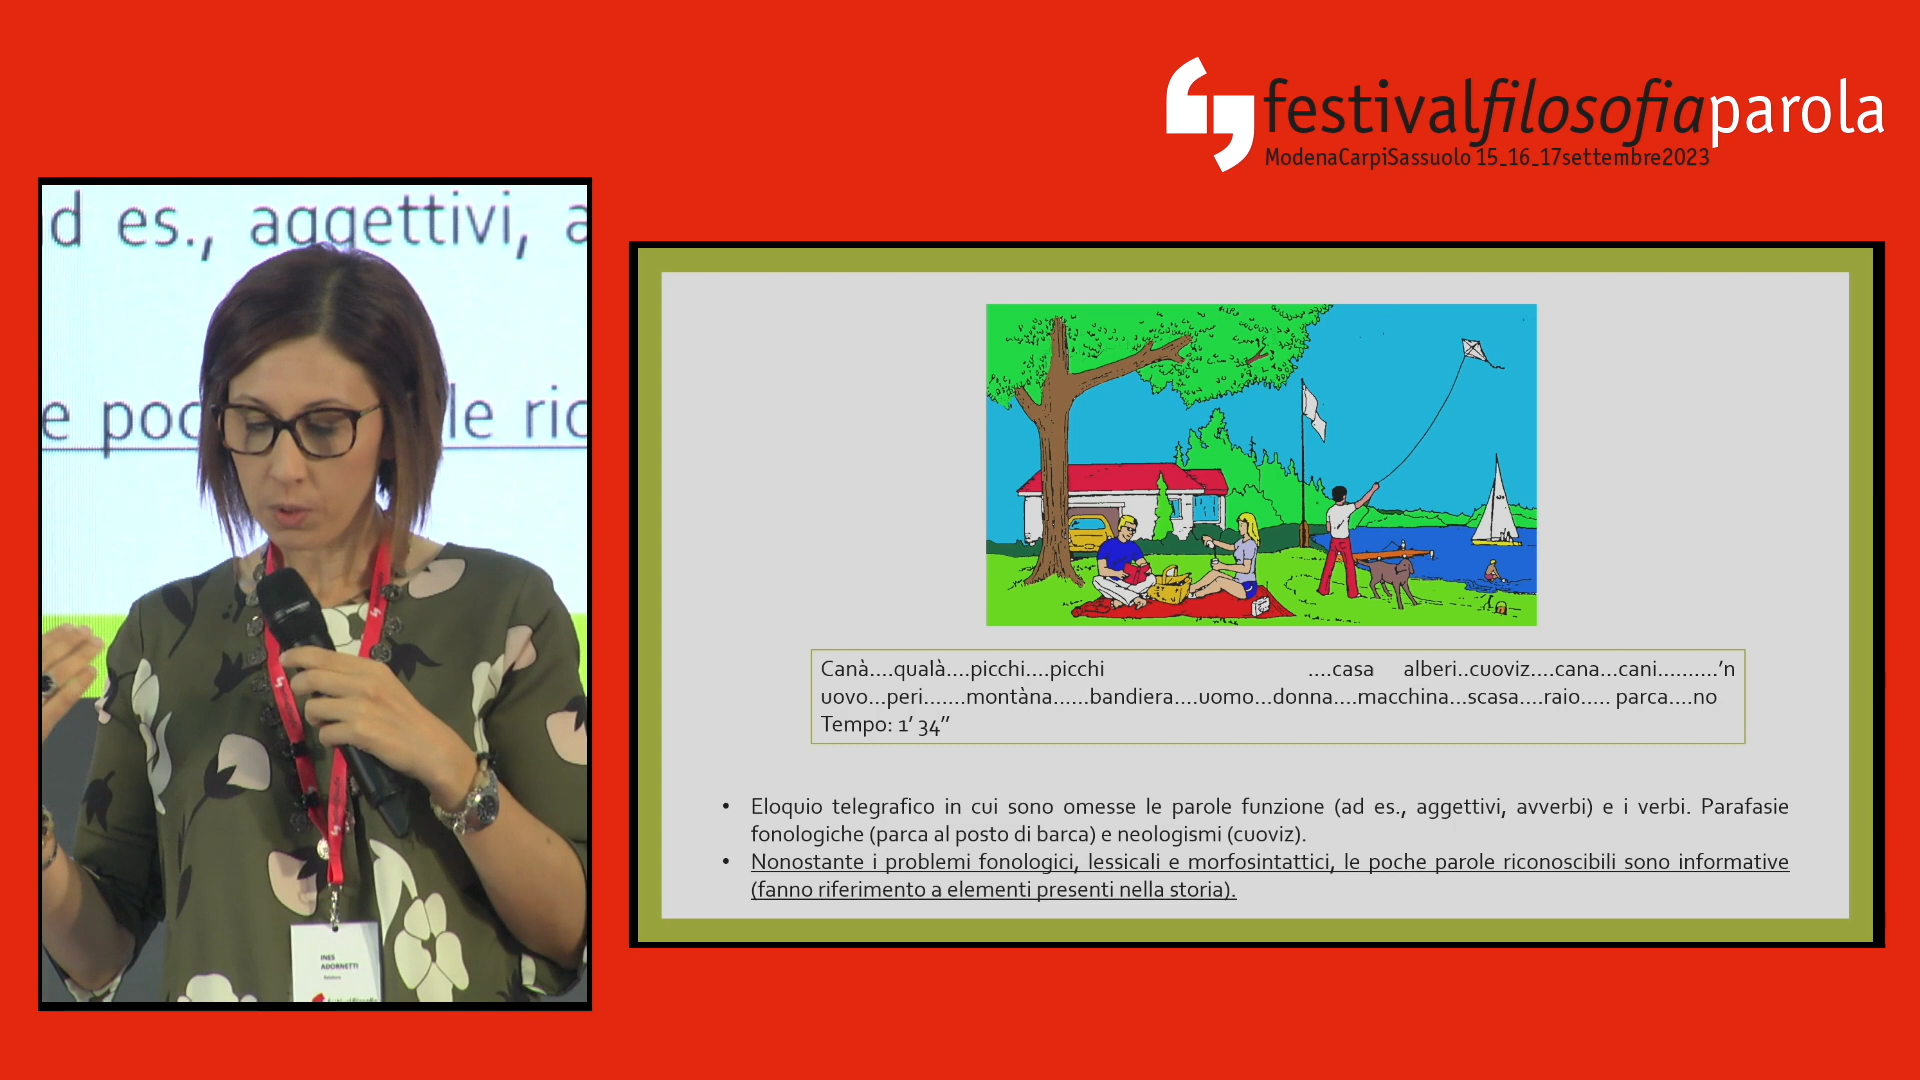 festivalfilosofiaparola
ModenaCarpiSassuolo 15_16_17settembre2023
d es., aggettivi, a
e poc le ric
INES
ADORNETTI
Relatore
Canà....qualà....picchi....picchi ....casa alberi..cuoviz....cana...cani..........’n
uovo...peri.......montàna......bandiera....uomo...donna....macchina...scasa....raio..... parca....no
Tempo: 1’ 34’’
• Eloquio telegrafico in cui sono omesse le parole funzione (ad es., aggettivi, avverbi) e i verbi. Parafasie
fonologiche (parca al posto di barca) e neologismi (cuoviz).
• Nonostante i problemi fonologici, lessicali e morfosintattici, le poche parole riconoscibili sono informative
(fanno riferimento a elementi presenti nella storia).